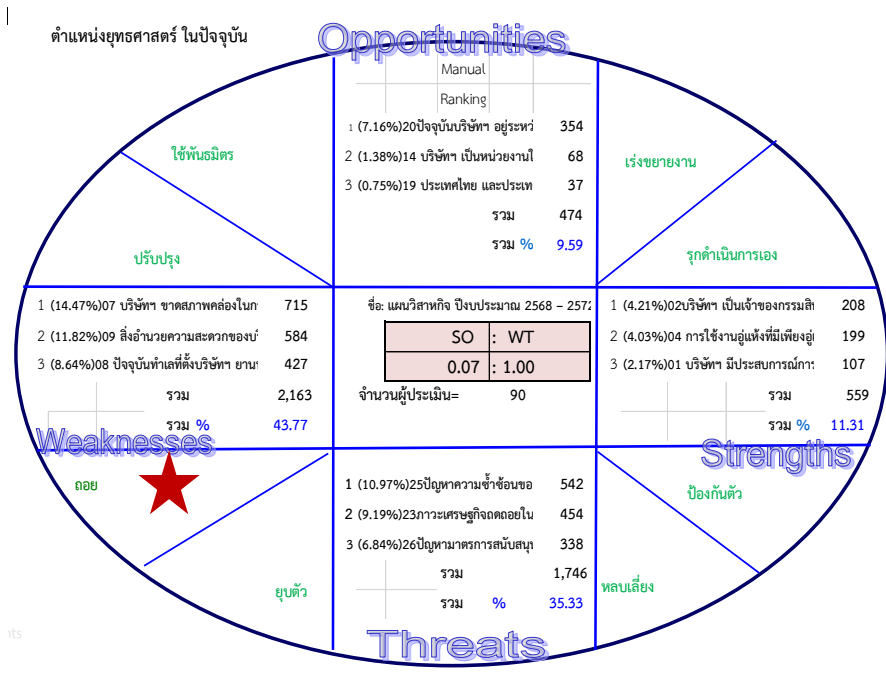 ตำแหน่งยุทธศาสตร์ ในปัจจุบัน
Opportunities
Manual
Ranking
1 (7.16%)20ปัจจุบันบริษัทฯ อยู่ระหว่ 354
2 (1.38%)14 บริษัทฯ เป็นหน่วยงานใ 68
3 (0.75%)19 ประเทศไทย และประเท 37
รวม 474
รวม % 9.59
ใช้พันธมิตร
ปรับปรุง
เร่งขยายงาน
รุกดำเนินการเอง
1 (14.47%)07 บริษัทฯ ขาดสภาพคล่องในก 715
2 (11.82%)09 สิ่งอำนวยความสะดวกของบ 584
3 (8.64%)08 ปัจจุบันทำเลที่ตั้งบริษัทฯ ยาน 427
รวม 2,163
รวม % 43.77
Weaknesses
ชื่อ: แผนวิสาหกิจ ปีงบประมาณ 2568 – 2572
SO : WT
0.07 : 1.00
จำนวนผู้ประเมิน= 90
1 (4.21%)02บริษัทฯ เป็นเจ้าของกรรมสิ 208
2 (4.03%)04 การใช้งานอู่แห้งที่มีเพียงอู่ 199
3 (2.17%)01 บริษัทฯ มีประสบการณ์การ 107
รวม 559
รวม % 11.31
Strengths
ถอย
ยุบตัว
1 (10.97%)25ปัญหาความซ้ำซ้อนขอ 542
2 (9.19%)23ภาวะเศรษฐกิจถดถอยใน 454
3 (6.84%)26ปัญหามาตรการสนับสนุ 338
รวม 1,746
รวม % 35.33
ป้องกันตัว
หลบเลี่ยง
Threats
nts